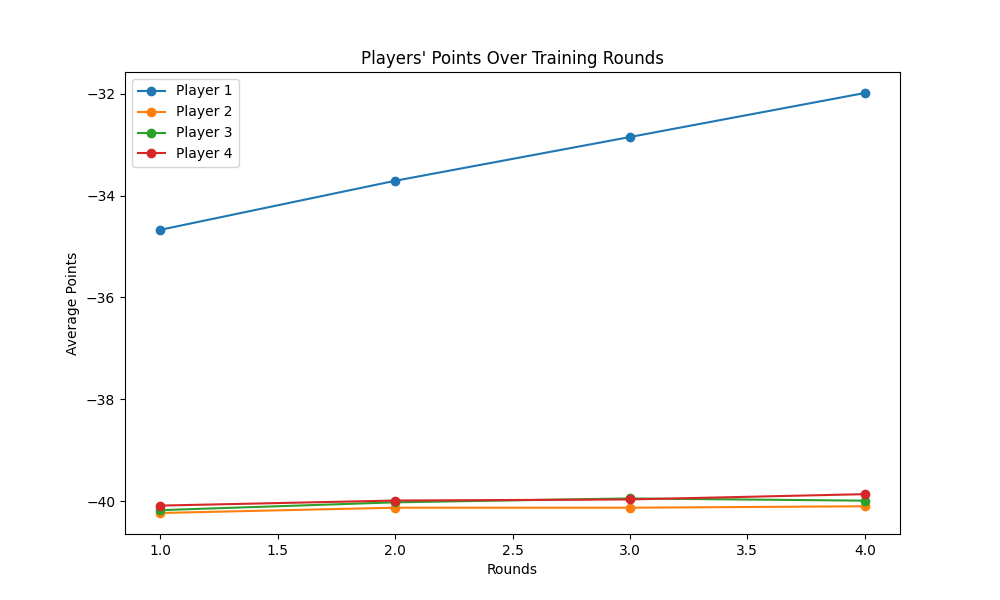 Players' Points Over Training Rounds
Player 1
Player 2
Player 3
Player 4
−32
−34
−36
−38
−40
Average Points
1.0
1.5
2.0
2.5
3.0
3.5
4.0
Rounds